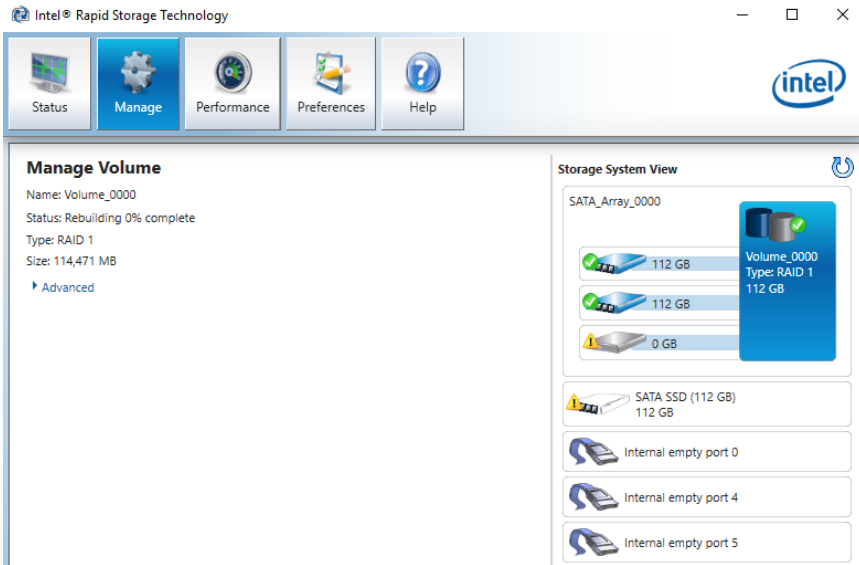 Intel® Rapid Storage Technology
Status
Manage
Performance
Preferences
Help
intel
Manage Volume
Name: Volume_0000
Status: Rebuilding 0% complete
Type: RAID 1
Size: 114,471 MB
Advanced
Storage System View
SATA_Array_0000
112 GB
112 GB
0 GB
Volume_0000
Type: RAID 1
112 GB
SATA SSD (112 GB)
112 GB
Internal empty port 0
Internal empty port 4
Internal empty port 5